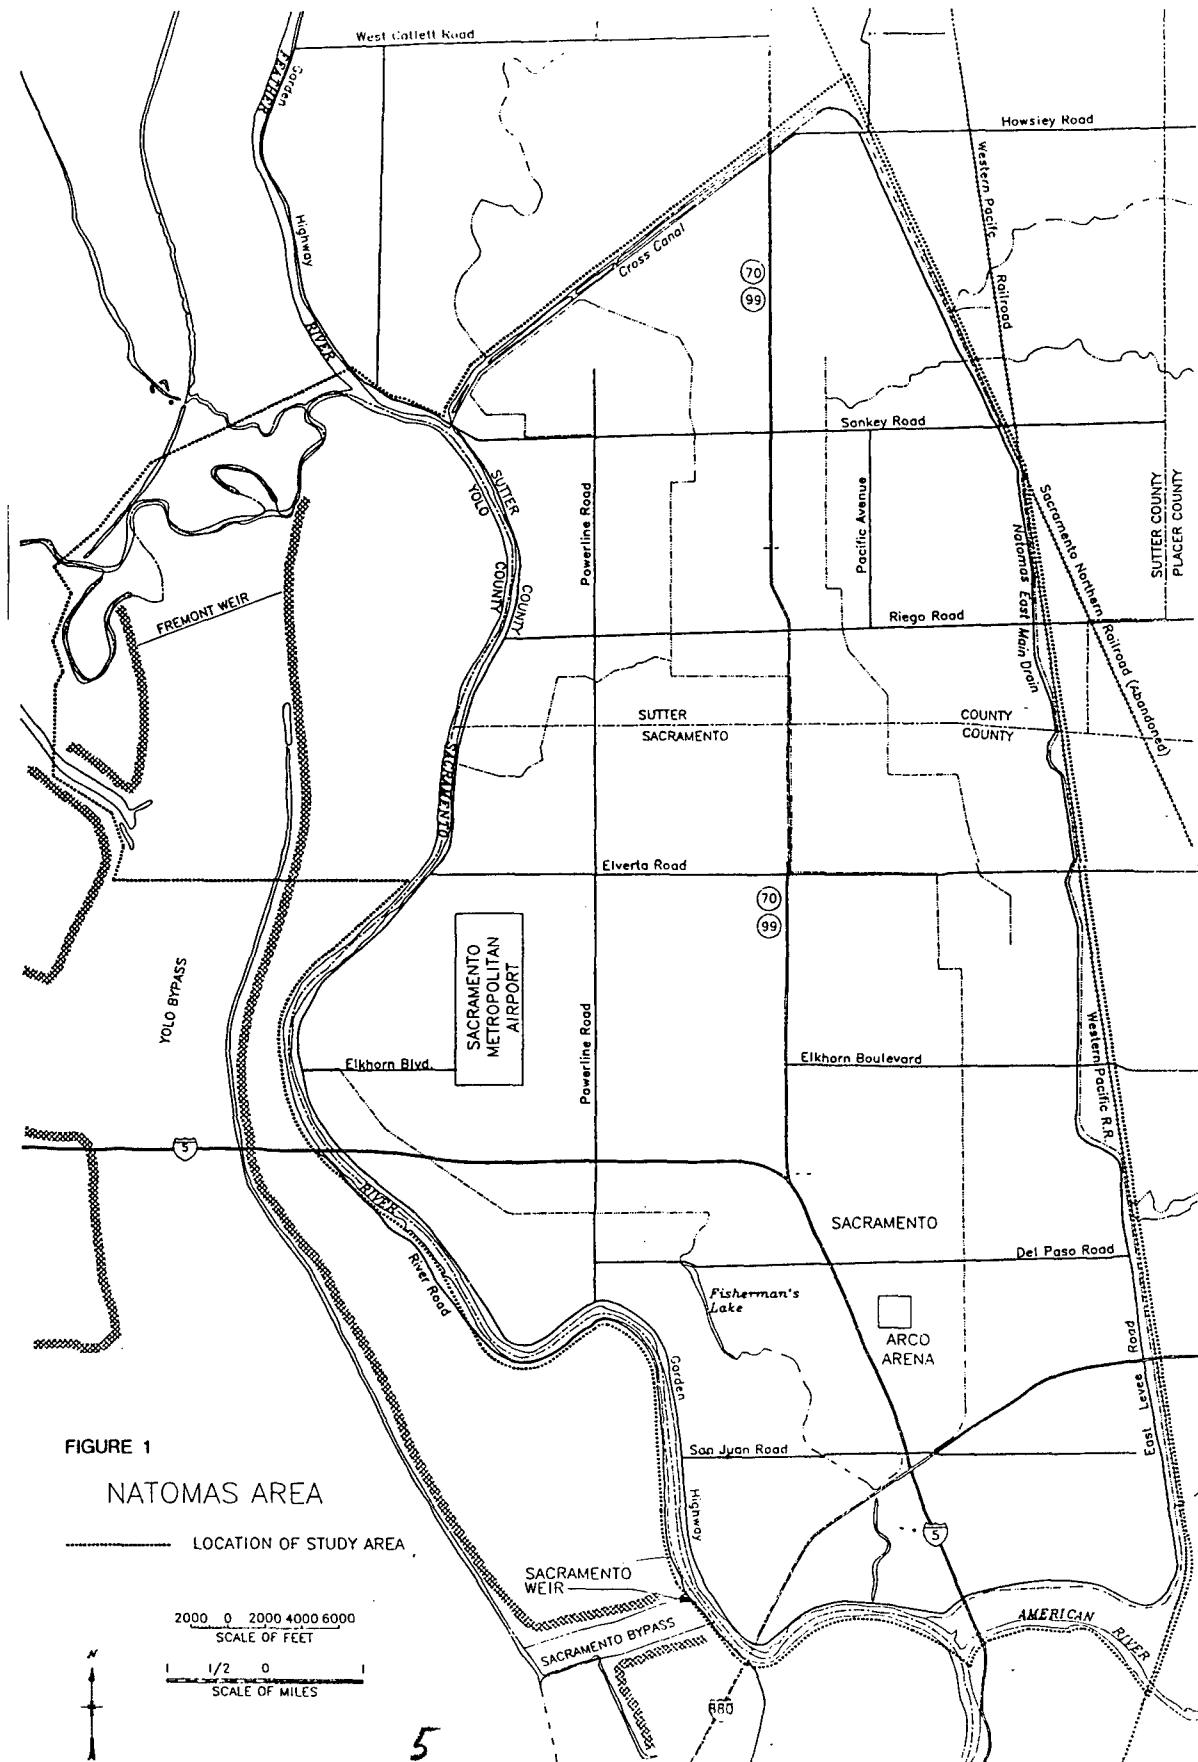 West Catlett Road
Garden
FEATHER
Howsley Road
Western Pacific
Highway
Cross Canal
70
99
Railroad
RIVER
Sankey Road
SUTTER
YOLO
Powerline Road
Pacific Avenue
Sacramento Northern Railroad (Abandoned)
SUTTER COUNTY
PLACER COUNTY
Natomas East Main Drain
COUNTY
COUNTY
FREMONT WEIR
Riego Road
SUTTER
SACRAMENTO
COUNTY
COUNTY
SACRAMENTO
Elverta Road
70
99
SACRAMENTO
METROPOLITAN
AIRPORT
YOLO BYPASS
Powerline Road
Western Pacific R.R.
Elkhorn Blvd.
Elkhorn Boulevard
5
RIVER
SACRAMENTO
River Road
Del Paso Road
Fisherman's
Lake
ARCO
ARENA
Garden
East Levee Road
FIGURE 1
San Juan Road
NATOMAS AREA
Highway
LOCATION OF STUDY AREA
5
SACRAMENTO
WEIR
2000 0 2000 4000 6000
SCALE OF FEET
AMERICAN RIVER
SACRAMENTO BYPASS
N
1 1/2 0 1
SCALE OF MILES
880
5